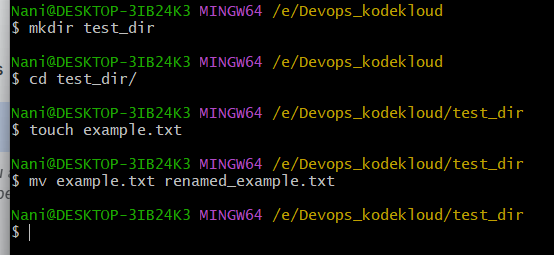 Nani@DESKTOP-3IB24K3 MINGW64 /e/Devops_kodekloud
$ mkdir test_dir
Nani@DESKTOP-3IB24K3 MINGW64 /e/Devops_kodekloud
$ cd test_dir/
Nani@DESKTOP-3IB24K3 MINGW64 /e/Devops_kodekloud/test_dir
$ touch example.txt
Nani@DESKTOP-3IB24K3 MINGW64 /e/Devops_kodekloud/test_dir
$ mv example.txt renamed_example.txt
Nani@DESKTOP-3IB24K3 MINGW64 /e/Devops_kodekloud/test_dir
$